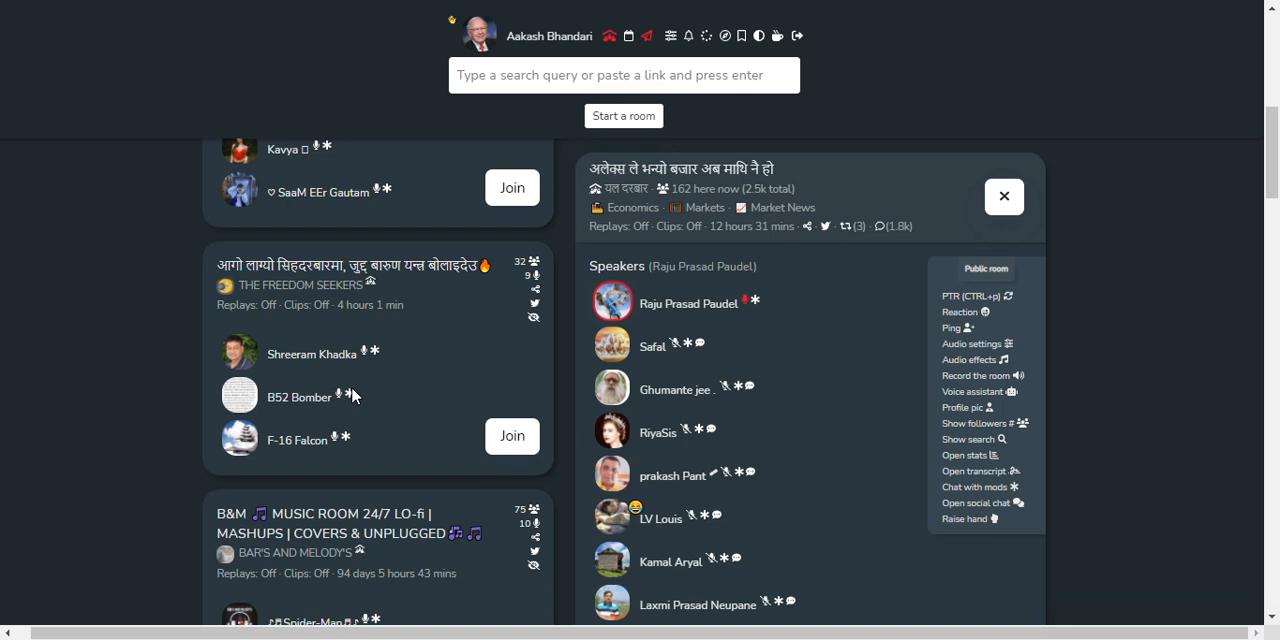 Aakash Bhandari
Type a search query or paste a link and press enter
Start a room
Kavya
SaaM EEr Gautam
Join
आगो लाग्यो सिहदरबारमा, जुद्द बारुण यन्त्र बोलाइदेउ🔥
THE FREEDOM SEEKERS
Replays: Off · Clips: Off · 4 hours 1 min
32
9
Shreeram Khadka
B52 Bomber
F-16 Falcon
Join
B&M 🎵 MUSIC ROOM 24/7 LO-fi |
MASHUPS | COVERS & UNPLUGGED 🎶 🎵
BAR'S AND MELODY'S
Replays: Off · Clips: Off · 94 days 5 hours 43 mins
75
10
♪♬Spider-Man♬♪
अलेक्स ले भन्यो बजार अब माथि नै हो
यल दरबार · 162 here now (2.5k total)
Economics · Markets · Market News
Replays: Off · Clips: Off · 12 hours 31 mins · · · (3) · (1.8k)
Speakers (Raju Prasad Paudel)
Raju Prasad Paudel
Safal
Ghumante jee .
RiyaSis
prakash Pant
LV Louis
Kamal Aryal
Laxmi Prasad Neupane
Public room
PTR (CTRL+p)
Reaction
Ping
Audio settings
Audio effects
Record the room
Voice assistant
Profile pic
Show followers #
Show search
Open stats
Open transcript
Chat with mods
Open social chat
Raise hand